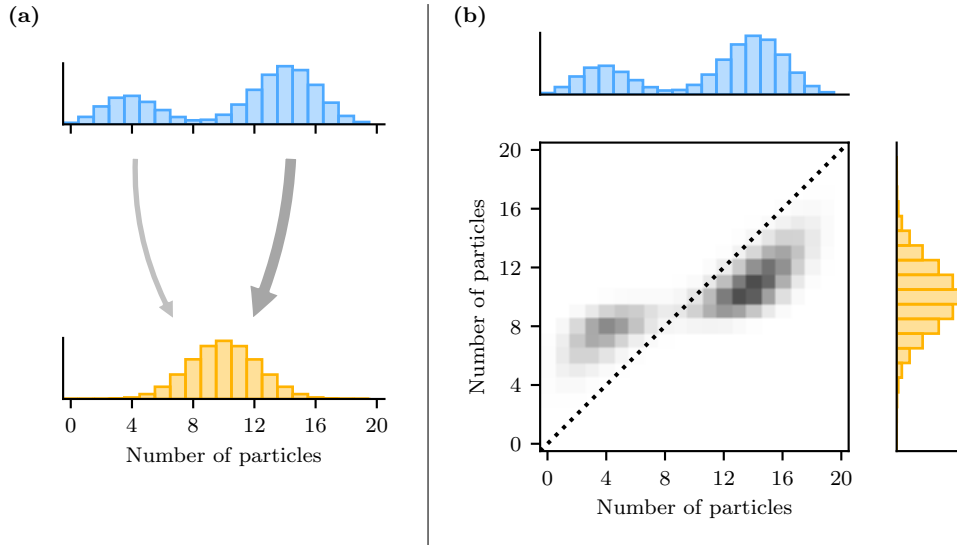 (a)
0 4 8 12 16 20
Number of particles
(b)
20
16
12
8
4
0
Number of particles
0 4 8 12 16 20
Number of particles